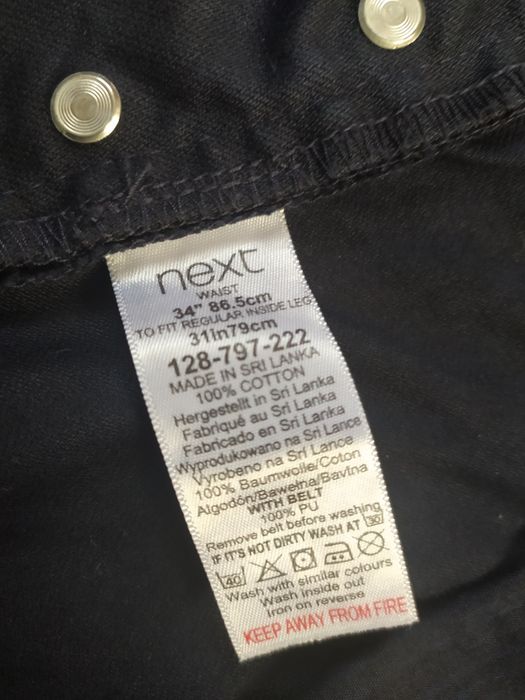 next
WAIST
34" 86.5cm
TO FIT REGULAR INSIDE LEG
31in79cm
128-797-222
MADE IN SRI LANKA
100% COTTON
Hergestellt in Sri Lanka
Fabriqué au Sri Lanka
Fabricado en Sri Lanka
Wyprodukowano na Sri Lance
Vyrobeno na Sri Lance
100% Baumwolle/Coton
Algodón/Bawełna/Bavlna
WITH BELT
100% PU
Remove belt before washing
IF IT'S NOT DIRTY WASH AT 30
40
Wash with similar colours
Wash inside out
Iron on reverse
KEEP AWAY FROM FIRE